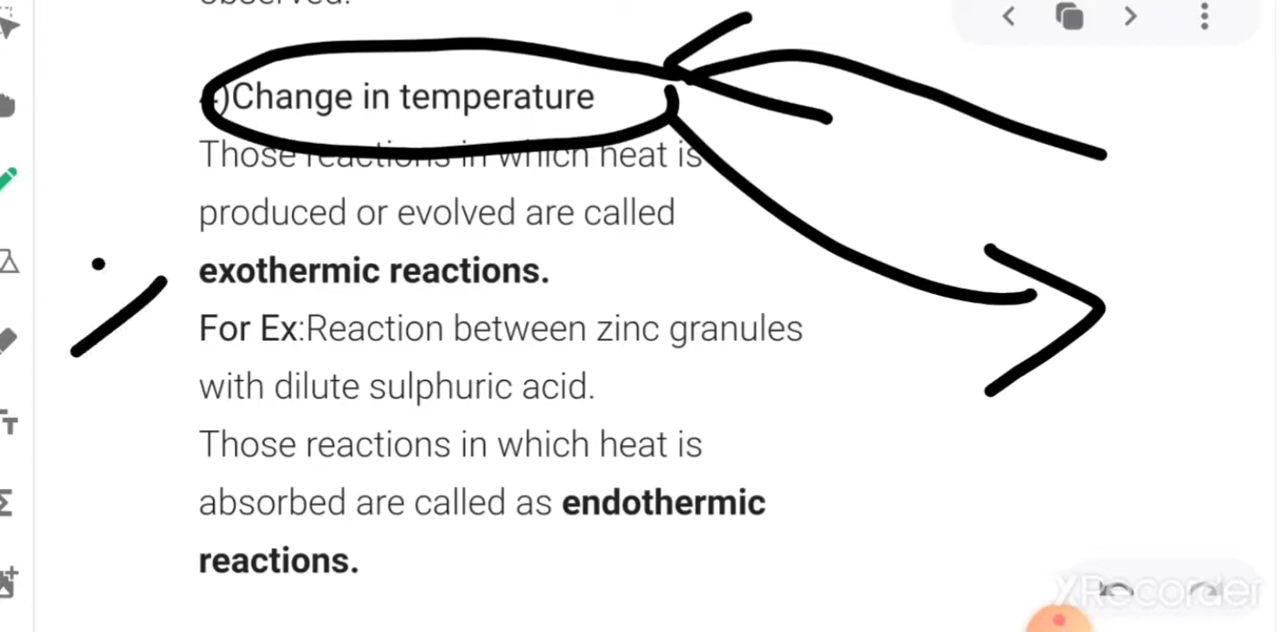 observed.
)Change in temperature
Those reactions in which heat is
produced or evolved are called
exothermic reactions.
For Ex:Reaction between zinc granules
with dilute sulphuric acid.
Those reactions in which heat is
absorbed are called as endothermic
reactions.
XRecorder